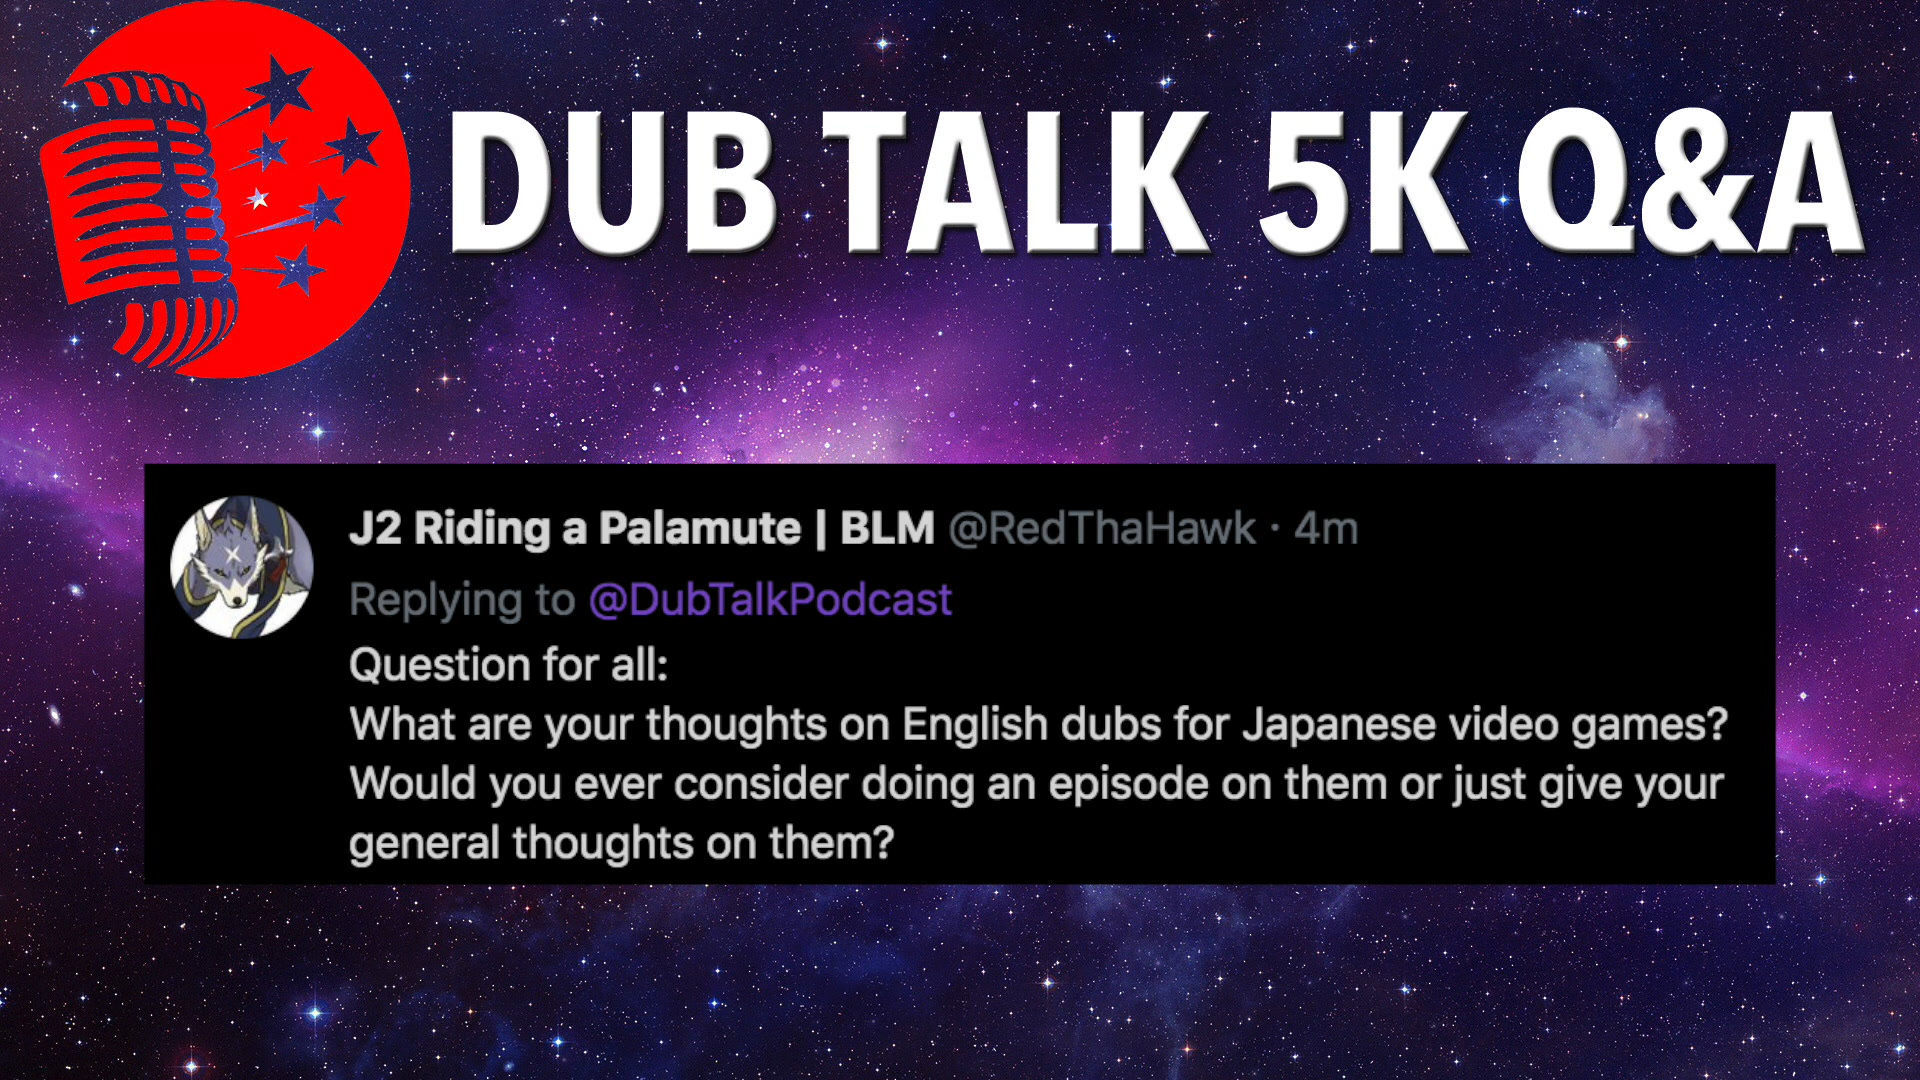 DUB TALK 5K Q&A
J2 Riding a Palamute | BLM @RedThaHawk · 4m
Replying to @DubTalkPodcast
Question for all:
What are your thoughts on English dubs for Japanese video games?
Would you ever consider doing an episode on them or just give your
general thoughts on them?